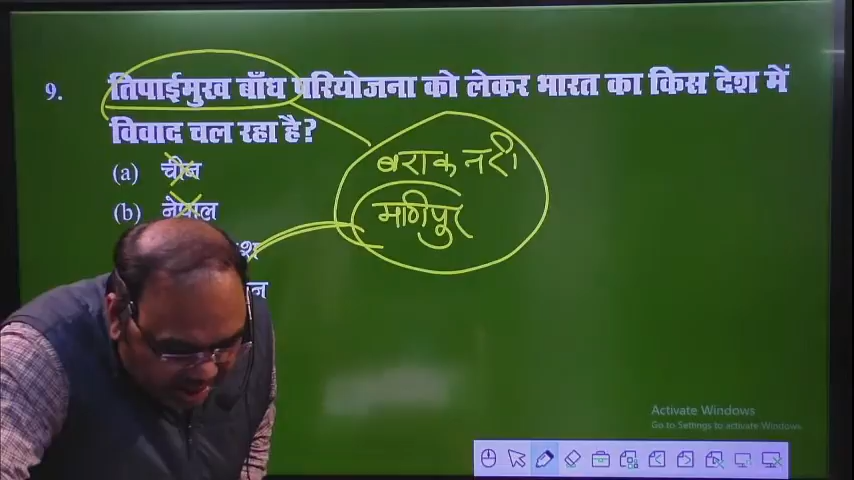 9. तिपाईमुख बाँध परियोजना को लेकर भारत का किस देश में
विवाद चल रहा है?
(a) चीन
(b) नेपाल
बराक नदी
मणिपुर
Activate Windows
Go to Settings to activate Windows.